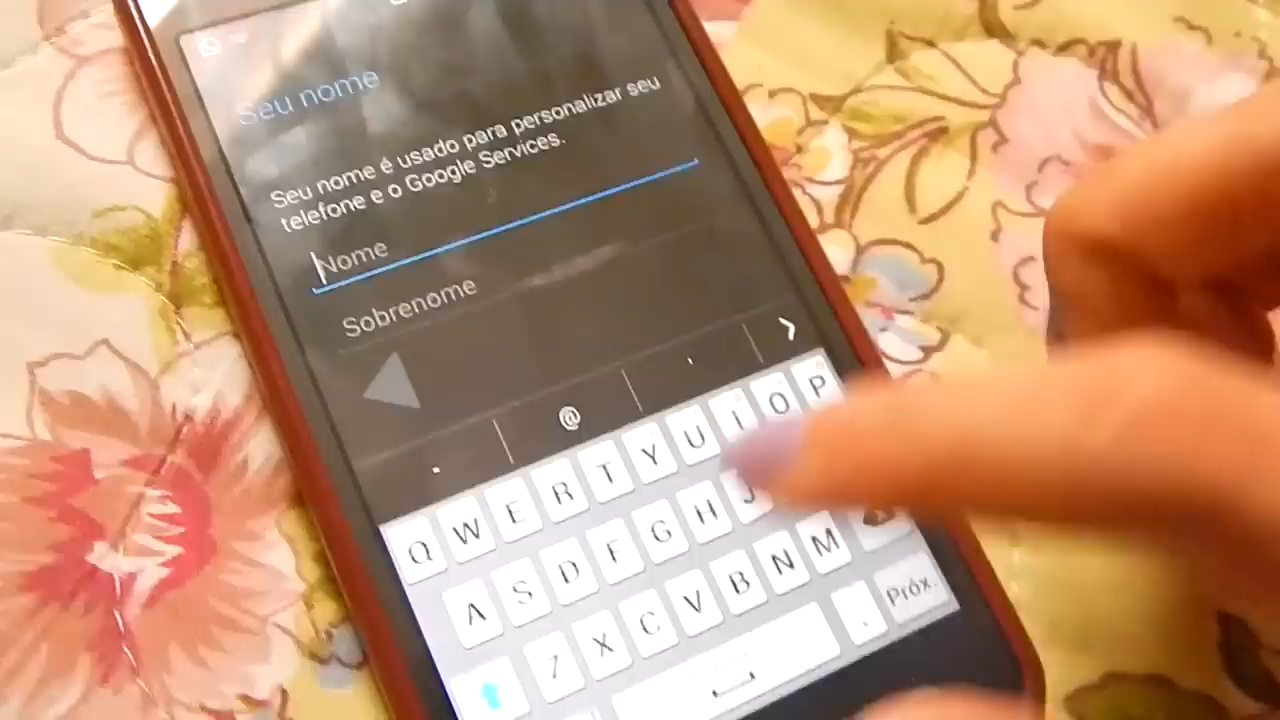 Seu nome
Seu nome é usado para personalizar seu
telefone e o Google Services.
Nome
Sobrenome
. @ ,
Q W E R T Y U I O P
A S D F G H J
Z X C V B N M
. Próx.